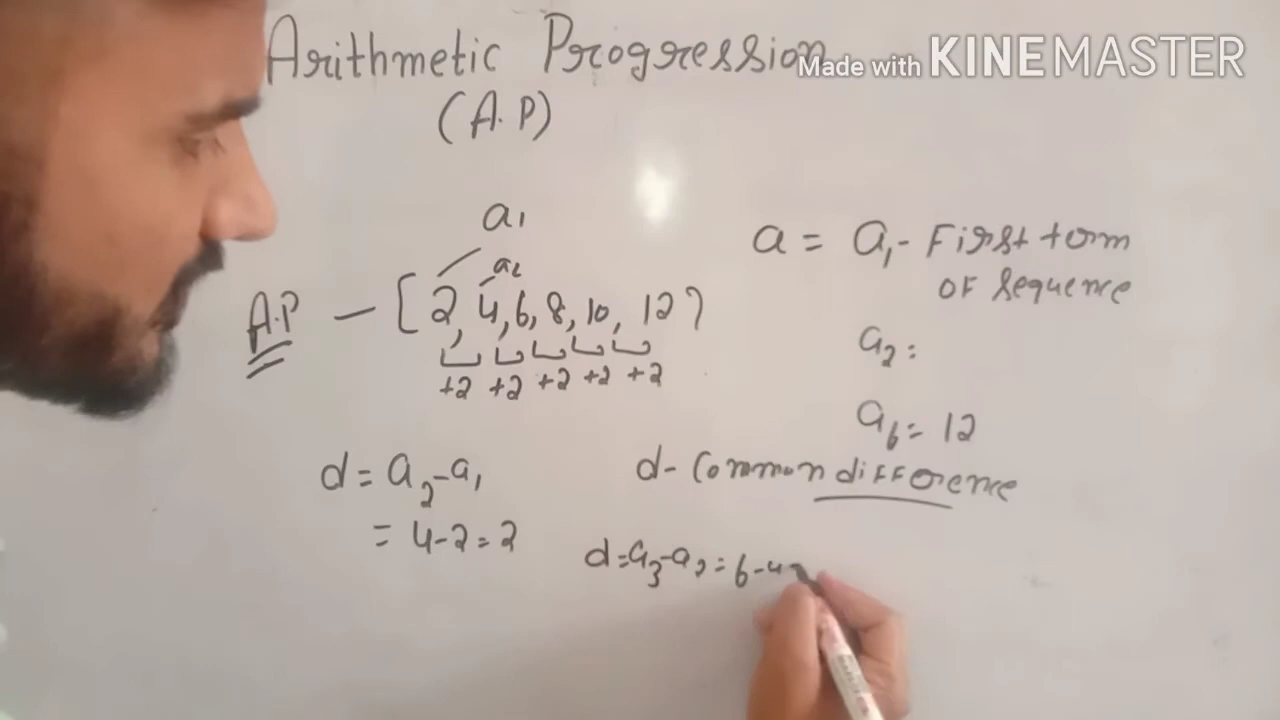 Arithmetic Progression
Made with KINEMASTER
(A.P)
a₁
a₂
A.P - [2, 4, 6, 8, 10, 12)
+2 +2 +2 +2 +2
a = a₁ - First term
of sequence
a₂ =
a₆ = 12
d - Common difference
d = a₂ - a₁
= 4 - 2 = 2
d = a₃ - a₂ = 6 - 4 =